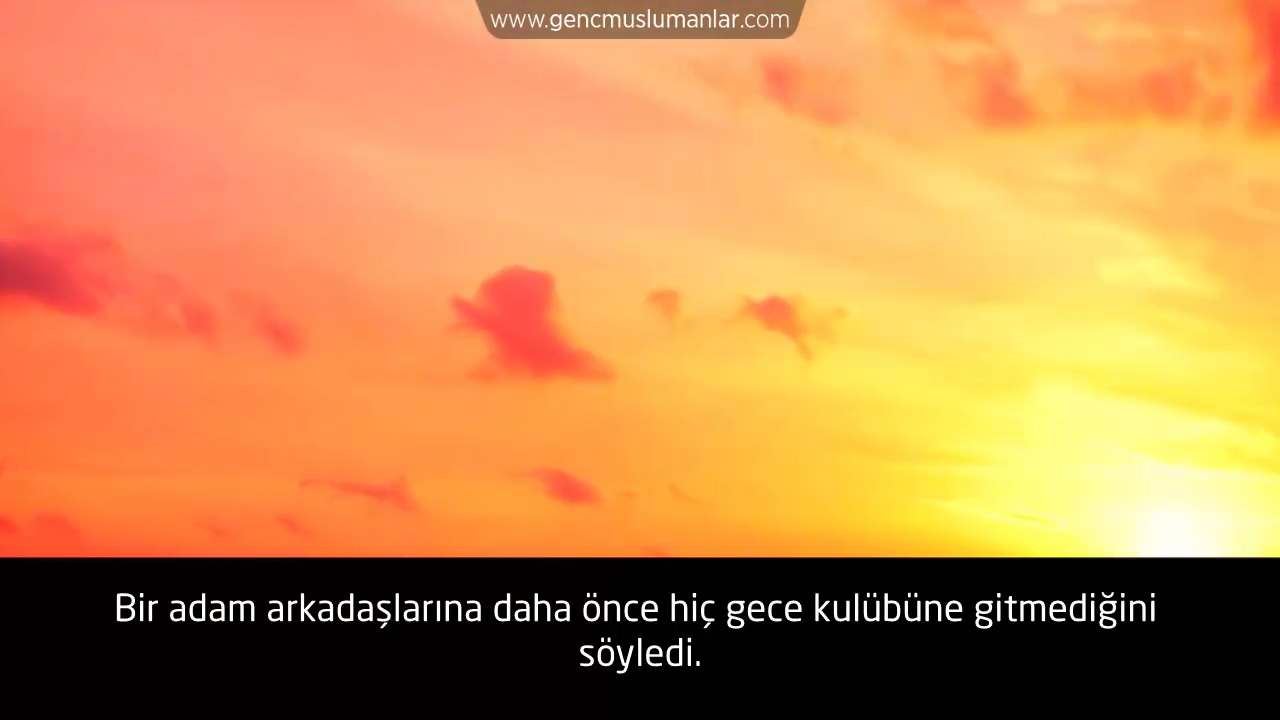 www.gencmuslumanlar.com
Bir adam arkadaşlarına daha önce hiç gece kulübüne gitmediğini
söyledi.